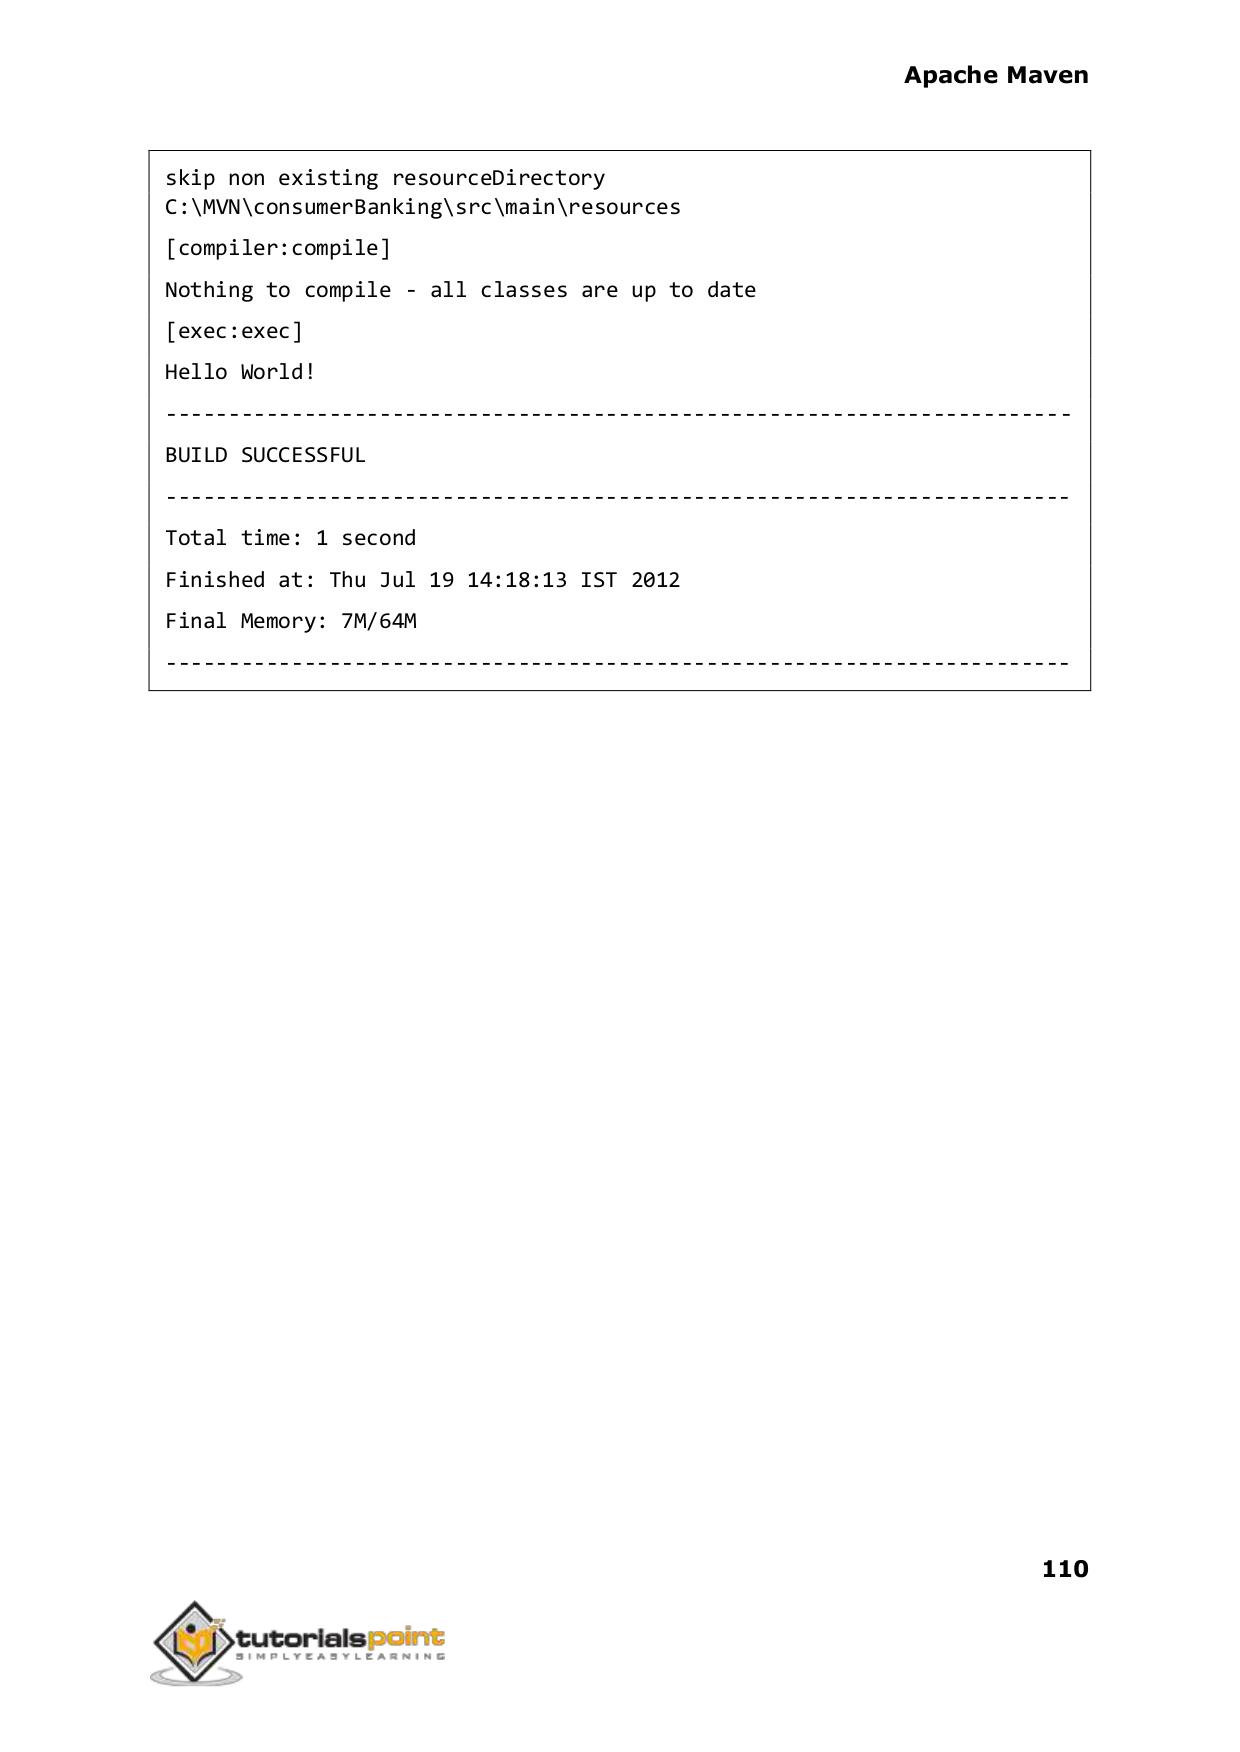 Apache Maven
skip non existing resourceDirectory
C:\MVN\consumerBanking\src\main\resources
[compiler:compile]
Nothing to compile - all classes are up to date
[exec:exec]
Hello World!
------------------------------------------------------------------------
BUILD SUCCESSFUL
------------------------------------------------------------------------
Total time: 1 second
Finished at: Thu Jul 19 14:18:13 IST 2012
Final Memory: 7M/64M
------------------------------------------------------------------------
110
tutorialspoint
SIMPLYEASYLEARNING